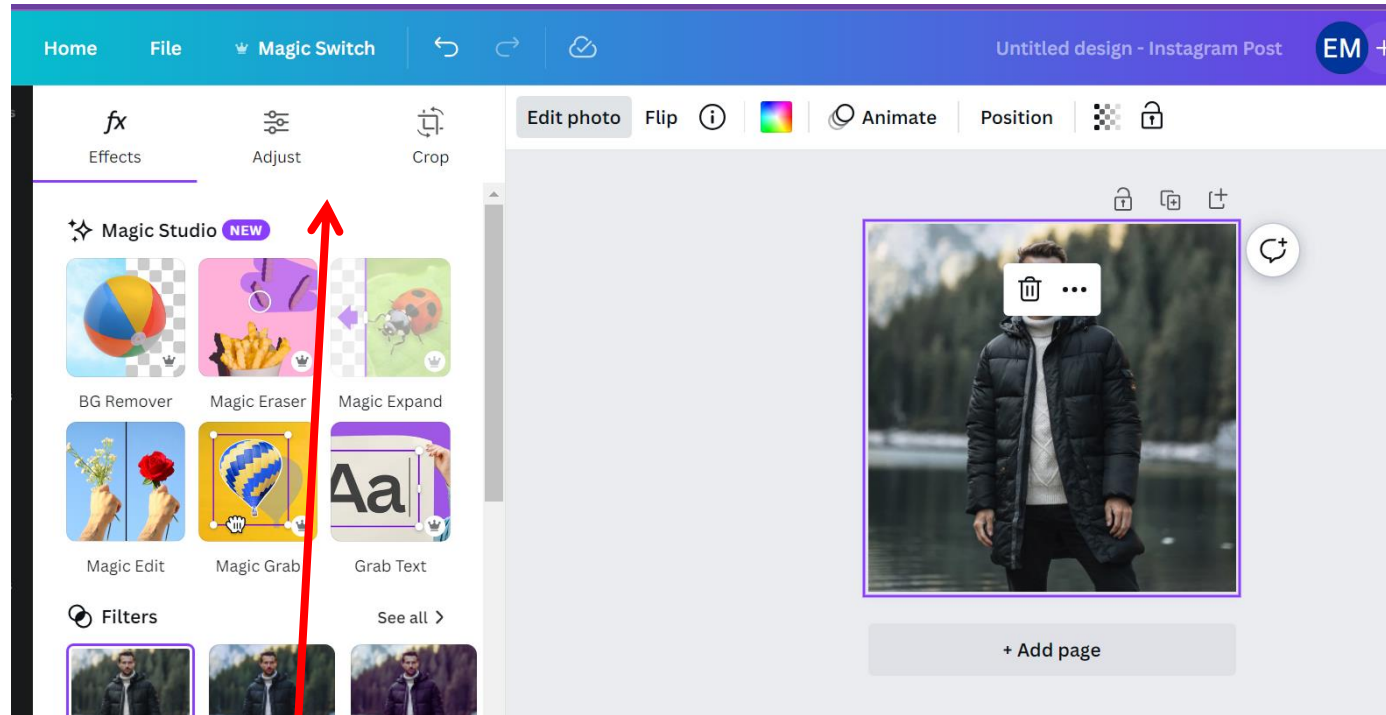 Home File Magic Switch Untitled design - Instagram Post EM +
fx
Effects Adjust Crop
Edit photo Flip Animate Position
Magic Studio NEW
BG Remover Magic Eraser Magic Expand
Aa
Magic Edit Magic Grab Grab Text
Filters See all >
+ Add page